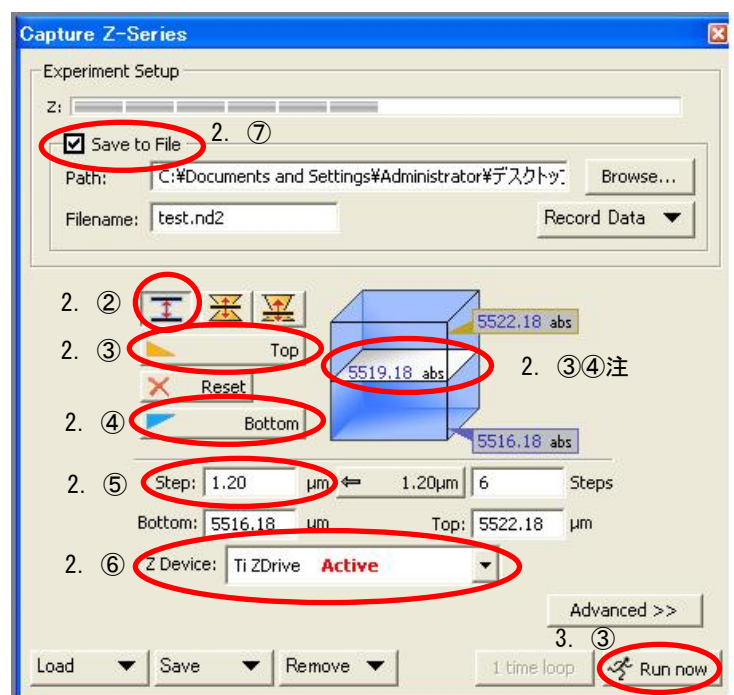 Capture Z-Series
Experiment Setup
Z:
Save to File 2. ⑦
Path: C:¥Documents and Settings¥Administrator¥デスクトッ Browse...
Filename: test.nd2 Record Data
2. ②
5522.18 abs
2. ③ Top
5519.18 abs 2. ③④注
Reset
2. ④ Bottom
5516.18 abs
2. ⑤ Step: 1.20 µm 1.20µm 6 Steps
Bottom: 5516.18 µm Top: 5522.18 µm
2. ⑥ Z Device: Ti ZDrive Active
Advanced >>
3. ③
Load Save Remove 1 time loop Run now